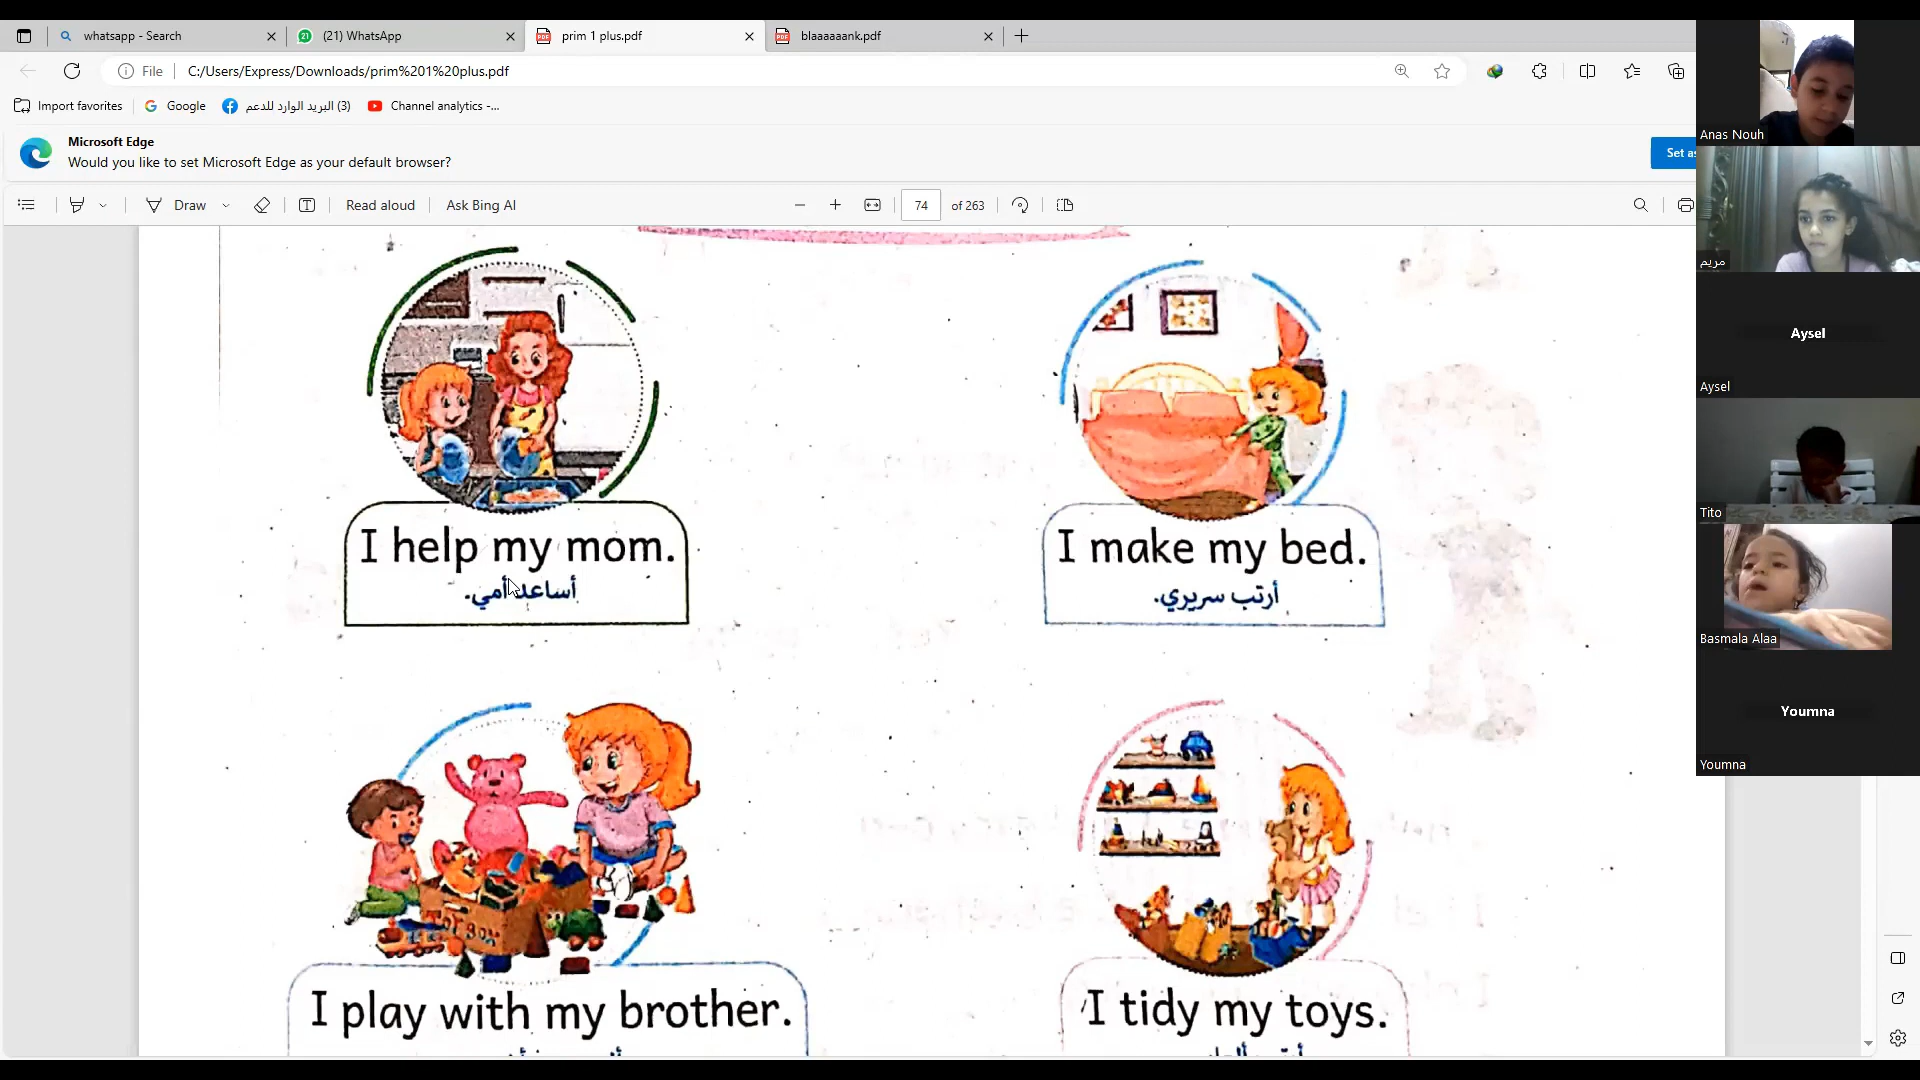 whatsapp - Search
(21) WhatsApp
prim 1 plus.pdf
blaaaaaank.pdf
File
C:/Users/Express/Downloads/prim%201%20plus.pdf
Import favorites
Google
(3) البريد الوارد للدعم
Channel analytics -...
Microsoft Edge
Would you like to set Microsoft Edge as your default browser?
Set as
Draw
Read aloud
Ask Bing AI
74
of 263
I help my mom.
أساعد أمي.
I make my bed.
أرتب سريري.
I play with my brother.
I tidy my toys.
Anas Nouh
مريم
Aysel
Aysel
Tito
Basmala Alaa
Youmna
Youmna